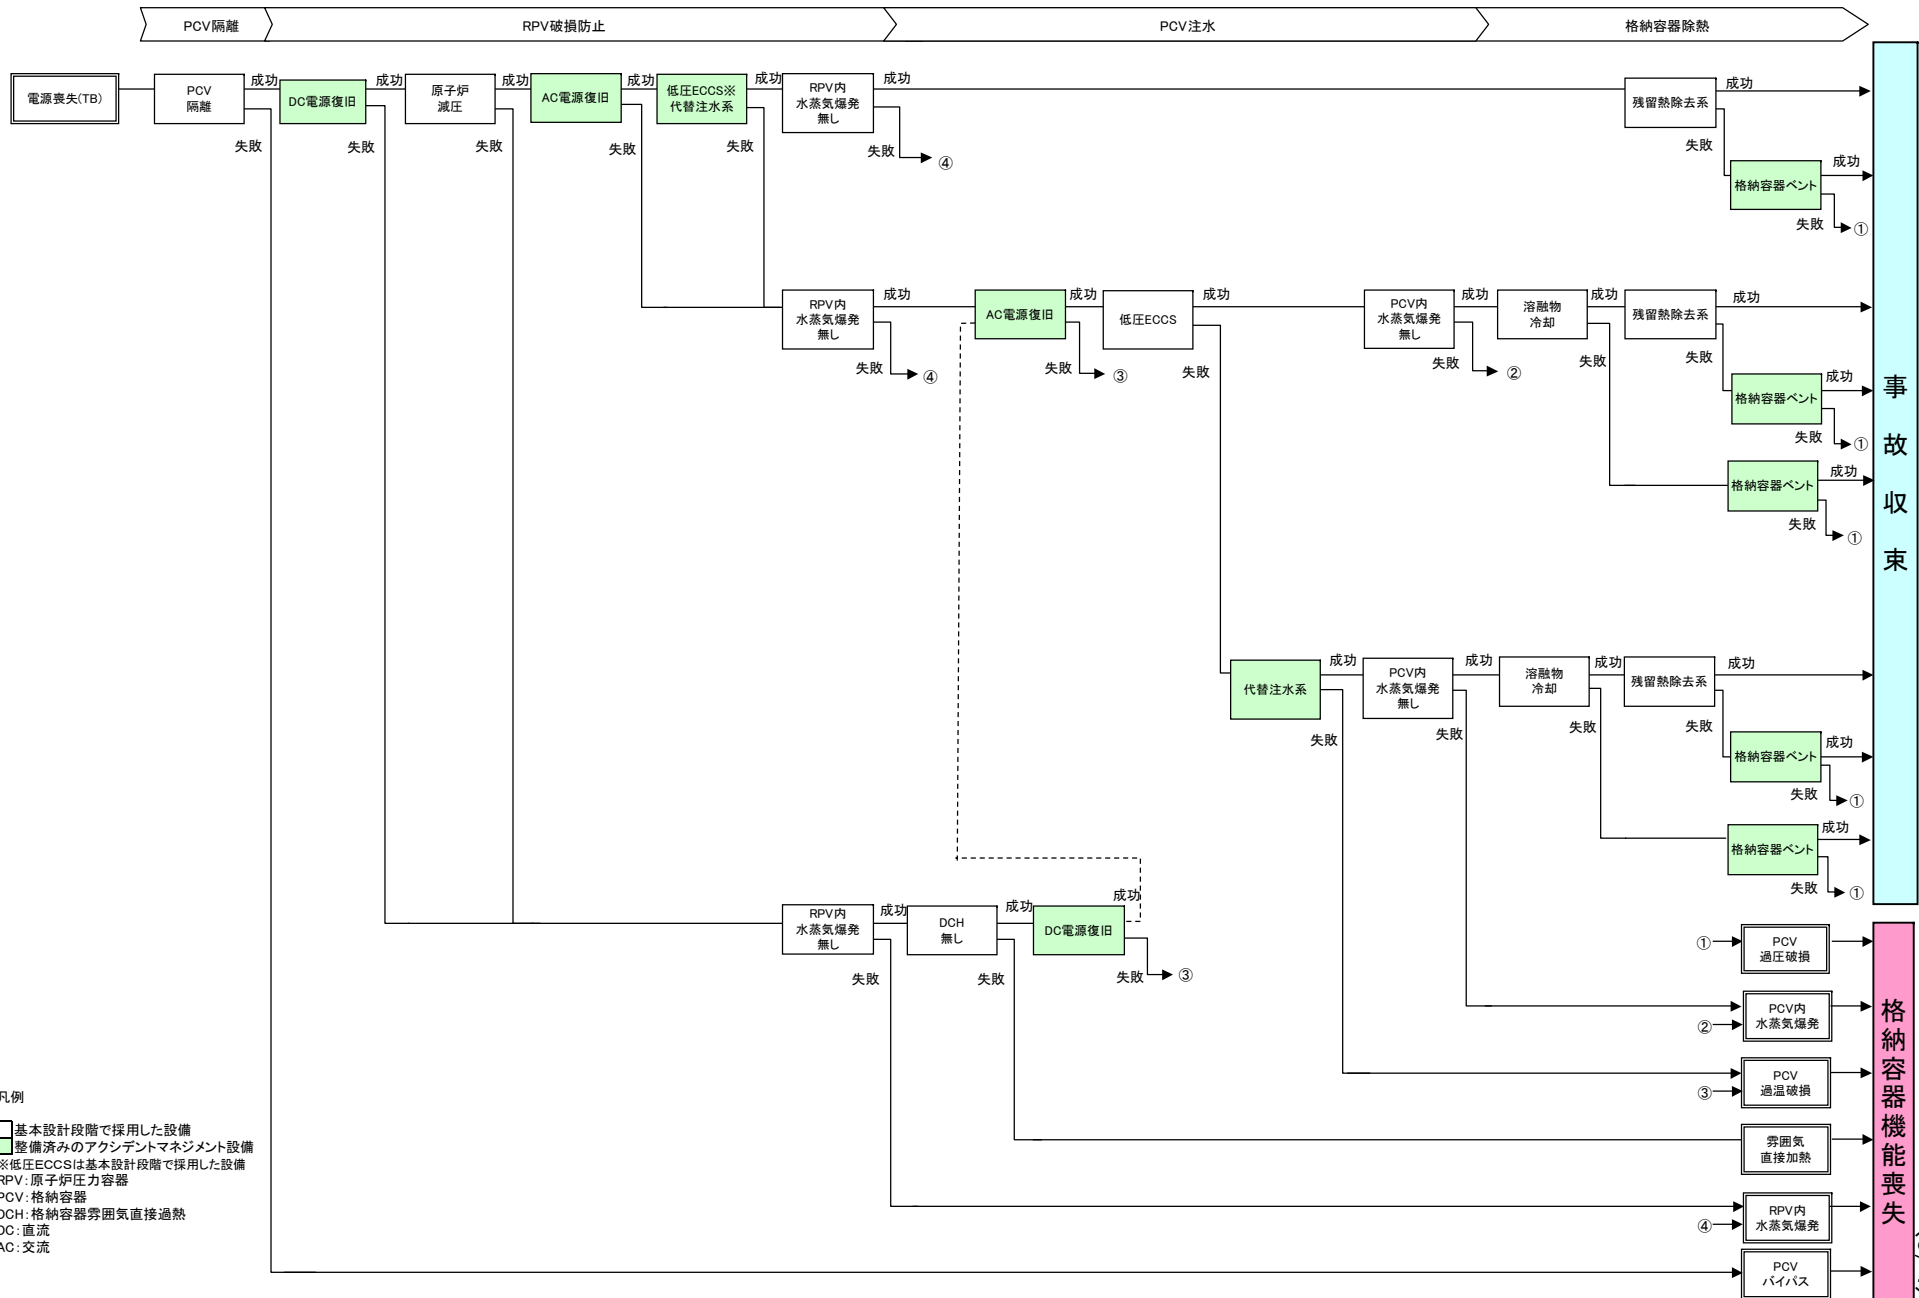 PCV隔離
RPV破損防止
PCV注水
格納容器除熱
電源喪失(TB)
PCV
隔離
成功
失敗
DC電源復旧
成功
失敗
原子炉
減圧
成功
失敗
AC電源復旧
成功
失敗
低圧ECCS※
代替注水系
成功
失敗
RPV内
水蒸気爆発
無し
成功
失敗
④
残留熱除去系
成功
失敗
格納容器ベント
成功
失敗
①
RPV内
水蒸気爆発
無し
成功
失敗
④
AC電源復旧
成功
失敗
③
低圧ECCS
成功
失敗
PCV内
水蒸気爆発
無し
成功
失敗
②
溶融物
冷却
成功
失敗
残留熱除去系
成功
失敗
格納容器ベント
成功
失敗
①
格納容器ベント
成功
失敗
①
代替注水系
成功
失敗
PCV内
水蒸気爆発
無し
成功
失敗
溶融物
冷却
成功
失敗
残留熱除去系
成功
失敗
格納容器ベント
成功
失敗
①
格納容器ベント
成功
失敗
①
RPV内
水蒸気爆発
無し
成功
失敗
DCH
無し
成功
失敗
DC電源復旧
成功
失敗
③
①
PCV
過圧破損
②
PCV内
水蒸気爆発
③
PCV
過温破損
雰囲気
直接加熱
④
RPV内
水蒸気爆発
PCV
バイパス
事故収束
格納容器機能喪失
凡例
基本設計段階で採用した設備
整備済みのアクシデントマネジメント設備
※低圧ECCSは基本設計段階で採用した設備
RPV:原子炉圧力容器
PCV:格納容器
DCH:格納容器雰囲気直接過熱
DC:直流
AC:交流